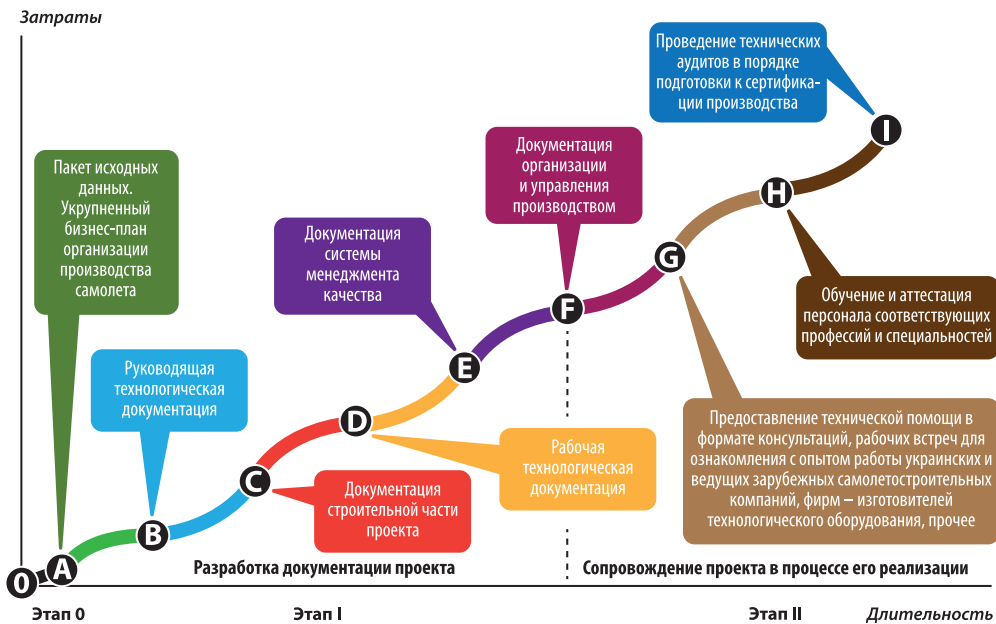 Затраты
Пакет исходных
данных.
Укрупненный
бизнес-план
организации
производства
самолета
Руководящая
технологическая
документация
Документация
системы
менеджмента
качества
Документация
организации
и управления
производством
Проведение технических
аудитов в порядке
подготовки к сертифика-
ции производства
Обучение и аттестация
персонала соответствующих
профессий и специальностей
Предоставление технической помощи в
формате консультаций, рабочих встреч для
ознакомления с опытом работы украинских и
ведущих зарубежных самолетостроительных
компаний, фирм – изготовителей
технологического оборудования, прочее
Рабочая
технологическая
документация
Документация
строительной части
проекта
0
A
B
C
D
E
F
G
H
I
Разработка документации проекта
Сопровождение проекта в процессе его реализации
Этап 0
Этап I
Этап II
Длительность